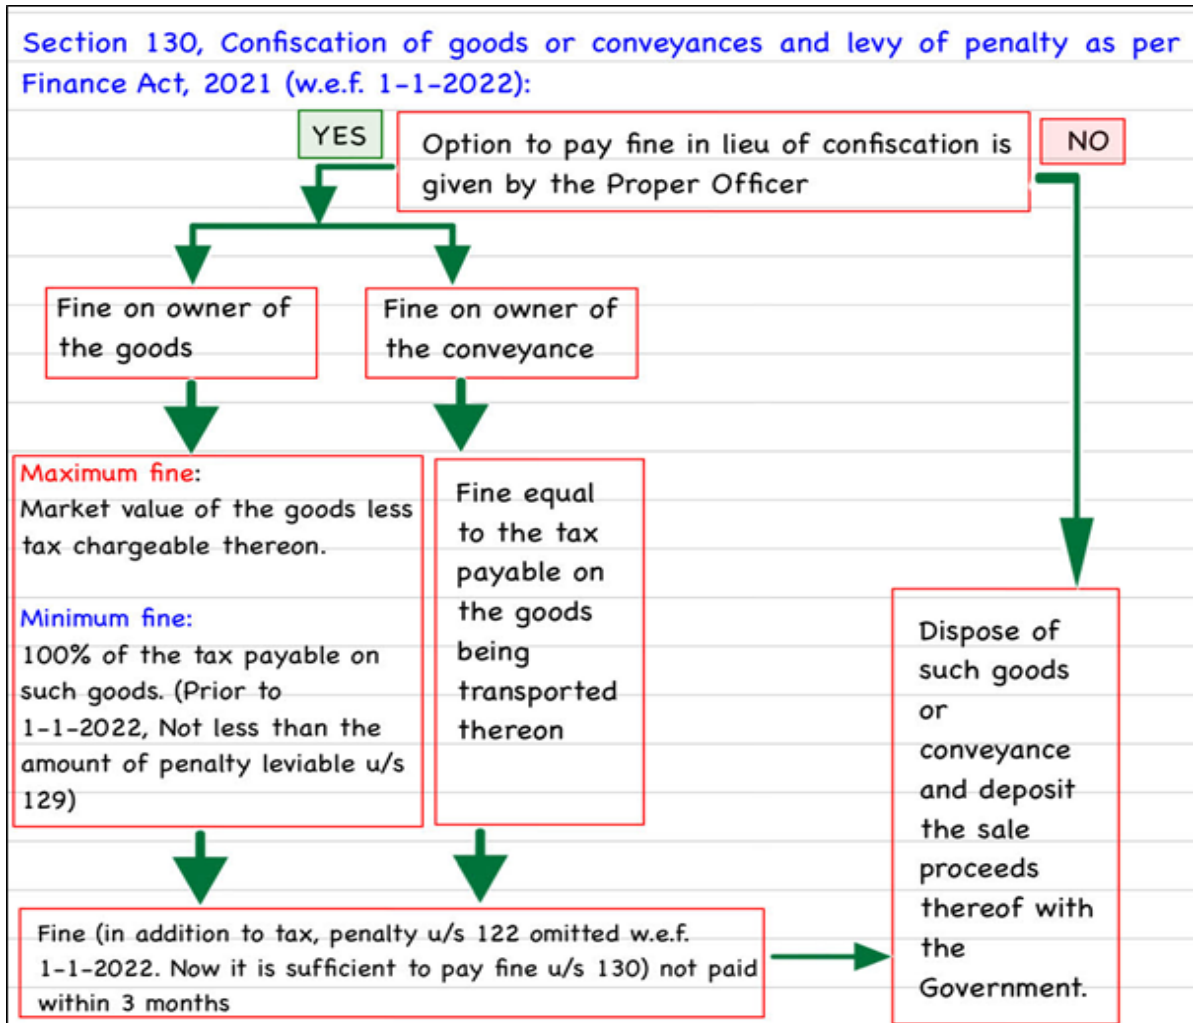 Section 130, Confiscation of goods or conveyances and levy of penalty as per
Finance Act, 2021 (w.e.f. 1-1-2022):
YES
Option to pay fine in lieu of confiscation is
given by the Proper Officer
NO
Fine on owner of
the goods
Fine on owner of
the conveyance
Maximum fine:
Market value of the goods less
tax chargeable thereon.
Minimum fine:
100% of the tax payable on
such goods. (Prior to
1-1-2022, Not less than the
amount of penalty leviable u/s
129)
Fine equal
to the tax
payable on
the goods
being
transported
thereon
Dispose of
such goods
or
conveyance
and deposit
the sale
proceeds
thereof with
the
Government.
Fine (in addition to tax, penalty u/s 122 omitted w.e.f.
1-1-2022. Now it is sufficient to pay fine u/s 130) not paid
within 3 months